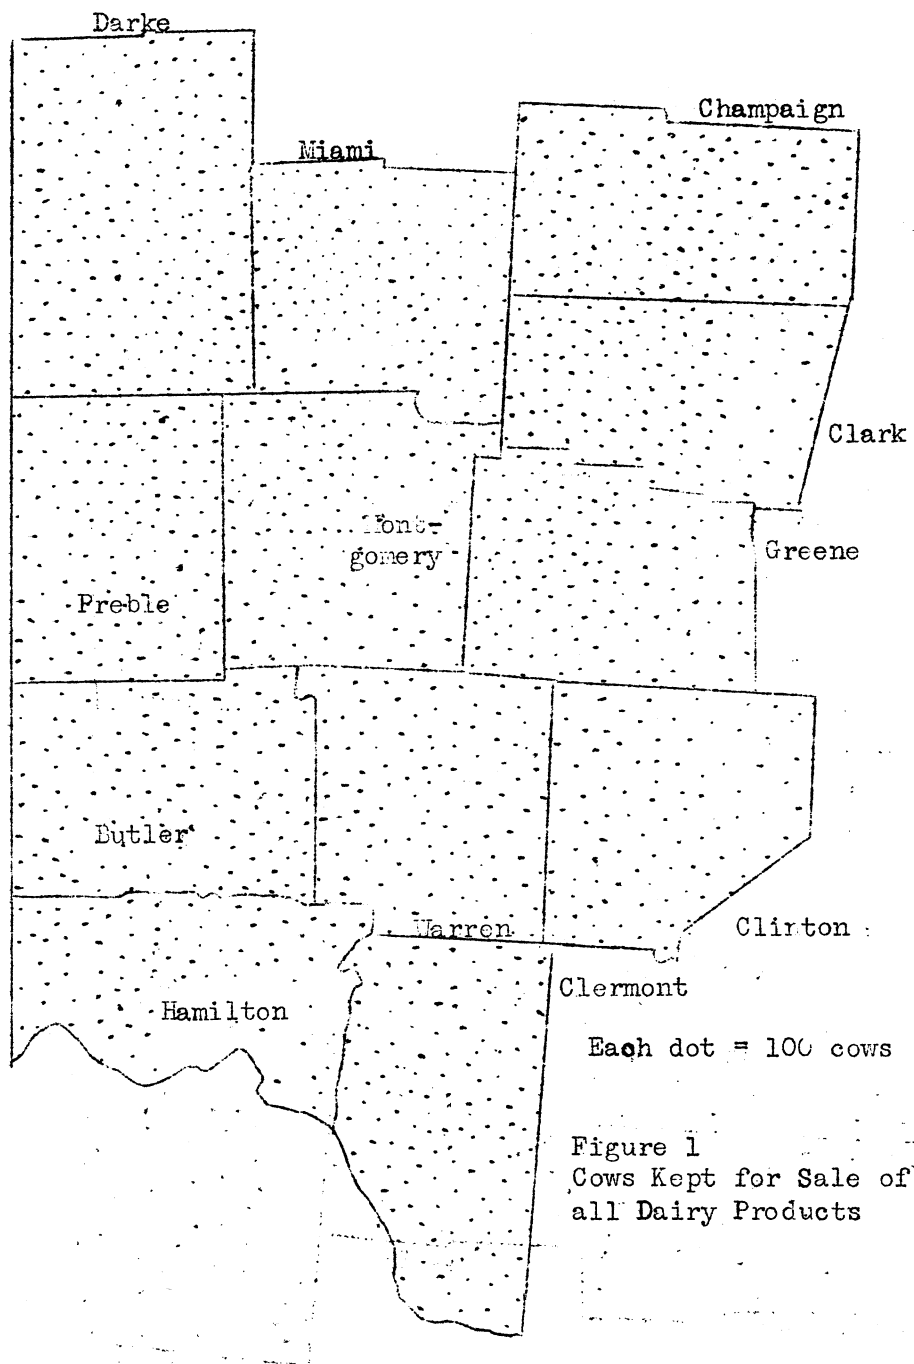 Darke
Champaign
Miami
Clark
Mont-
gomery
Greene
Preble
Butler
Warren
Clinton
Clermont
Hamilton
Each dot = 100 cows
Figure 1
Cows Kept for Sale of
all Dairy Products